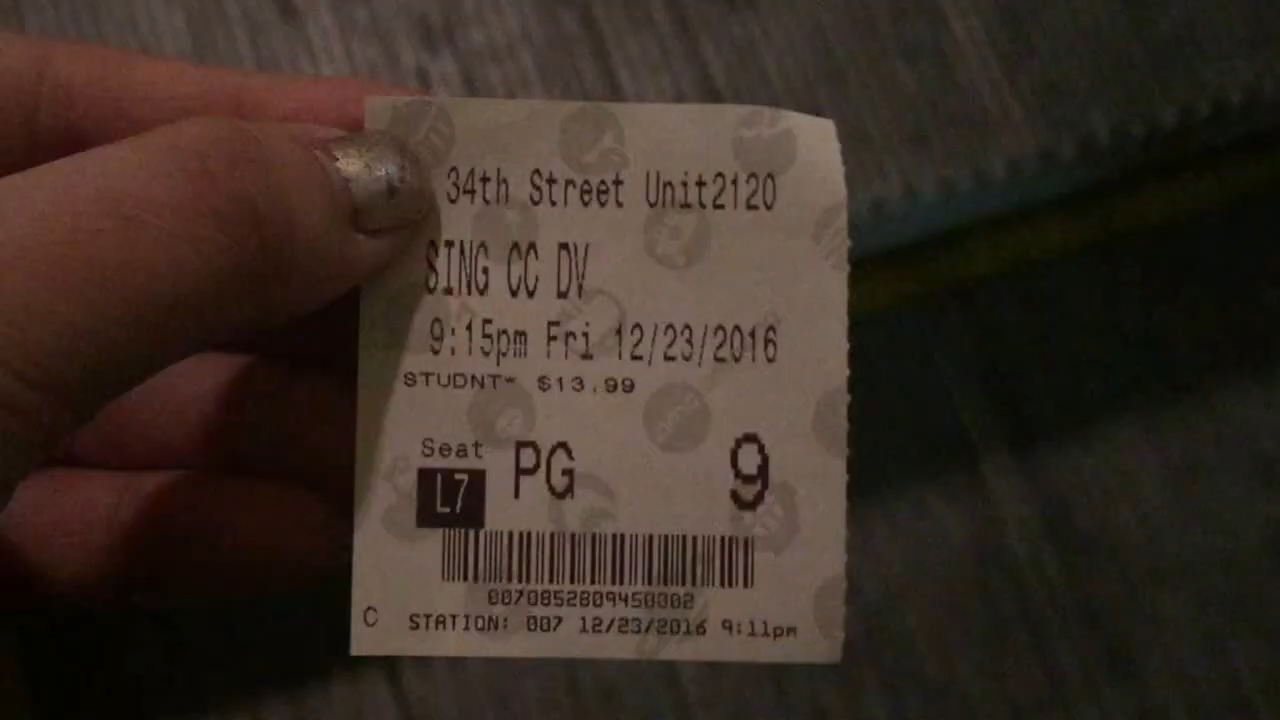 34th Street Unit2120
SING CC DV
9:15pm Fri 12/23/2016
STUDNT* $13.99
Seat
L7 PG 9
0070852809450002
C STATION: 007 12/23/2016 9:11pm